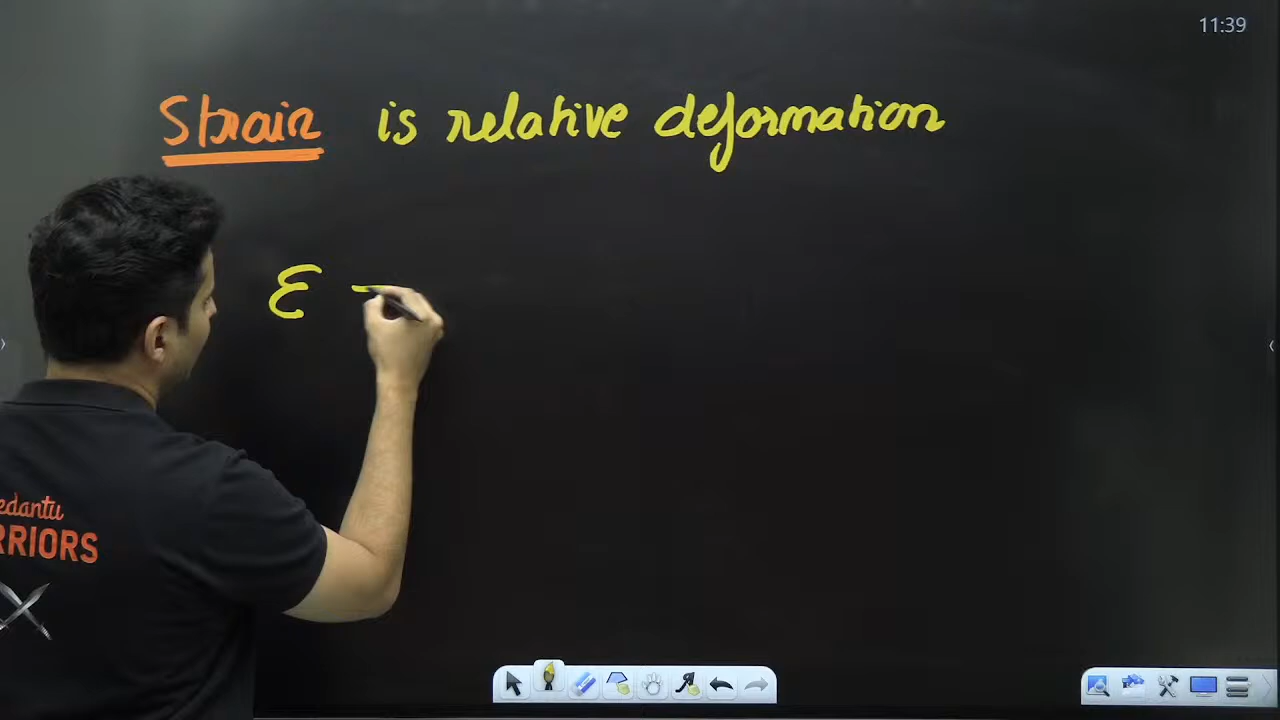 11:39
Strain is relative deformation
ε -
edantu
RRIORS